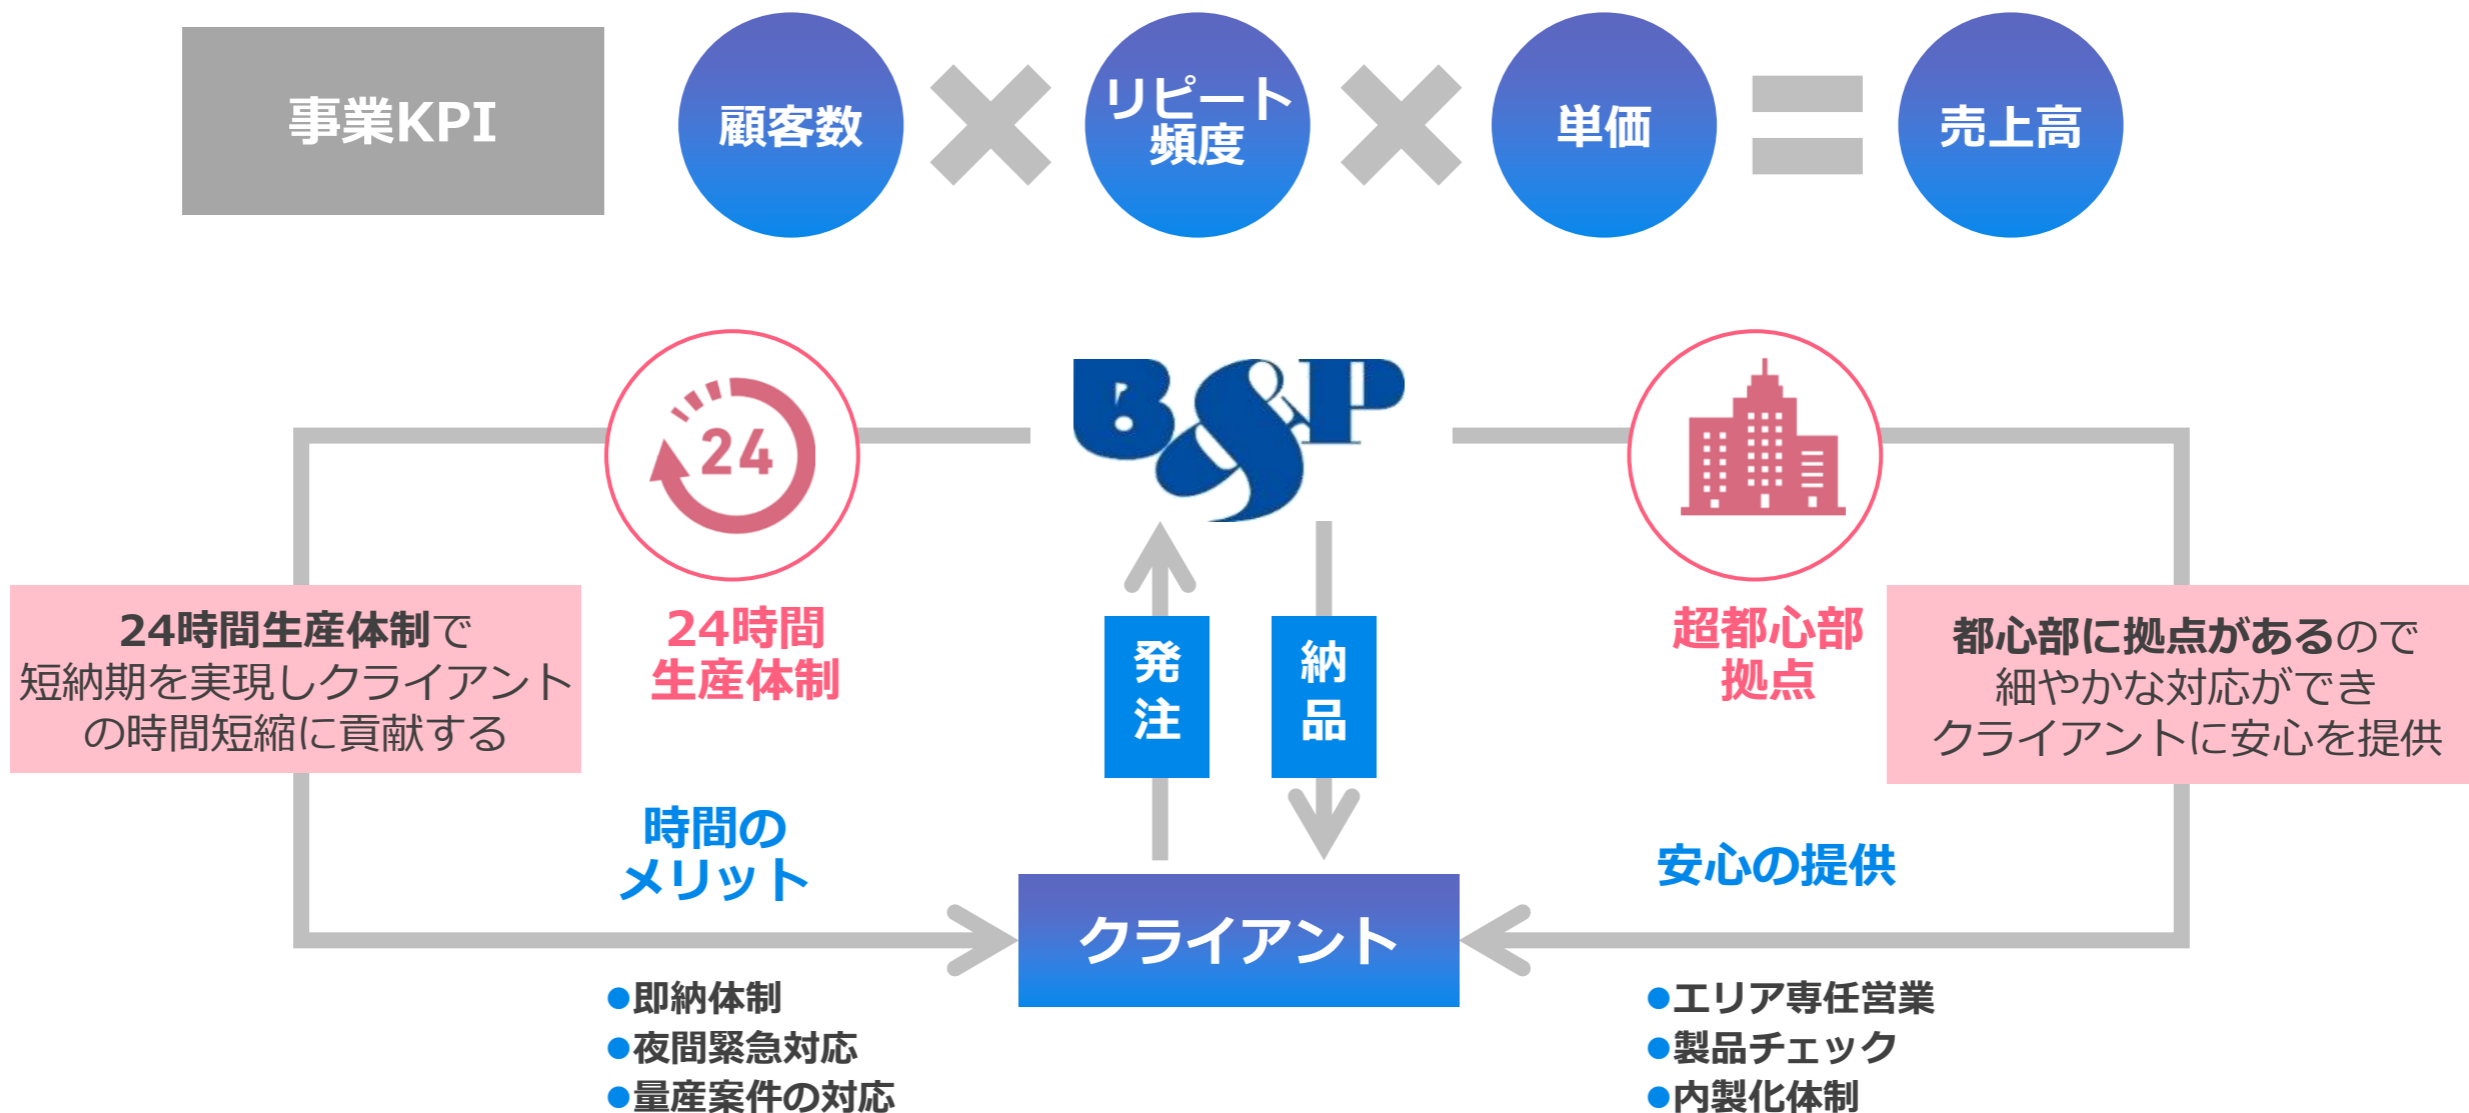 事業KPI
顧客数
リピート
頻度
単価
売上高
24
B&P
24時間生産体制で
短納期を実現しクライアント
の時間短縮に貢献する
24時間
生産体制
発注
納品
超都心部
拠点
都心部に拠点があるので
細やかな対応ができ
クライアントに安心を提供
時間の
メリット
安心の提供
クライアント
●即納体制
●夜間緊急対応
●量産案件の対応
●エリア専任営業
●製品チェック
●内製化体制